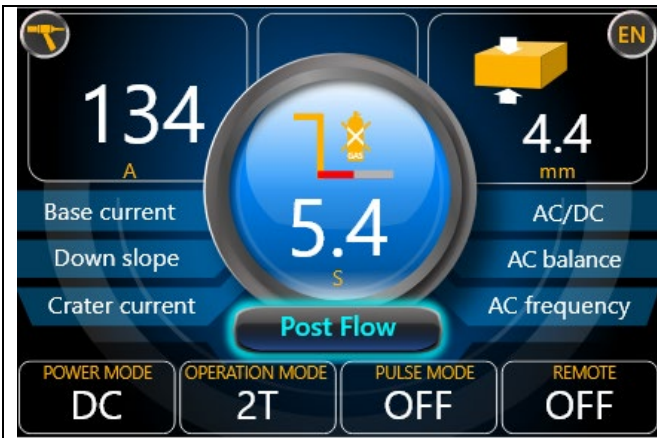 EN
134
A
4.4
mm
GAS
5.4
S
Base current
Down slope
Crater current
AC/DC
AC balance
AC frequency
Post Flow
POWER MODE
DC
OPERATION MODE
2T
PULSE MODE
OFF
REMOTE
OFF